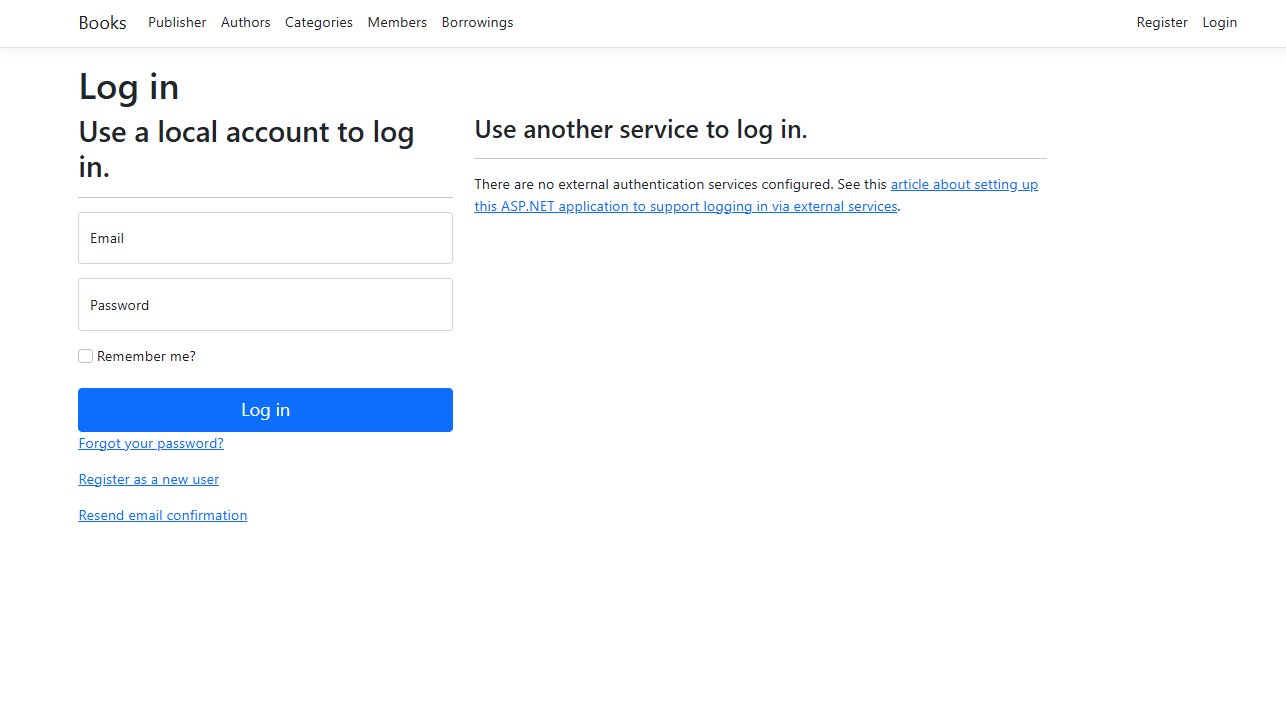 Books Publisher Authors Categories Members Borrowings Register Login
Log in
Use a local account to log
in.
Email
Password
Remember me?
Log in
Forgot your password?
Register as a new user
Resend email confirmation
Use another service to log in.
There are no external authentication services configured. See this article about setting up
this ASP.NET application to support logging in via external services.